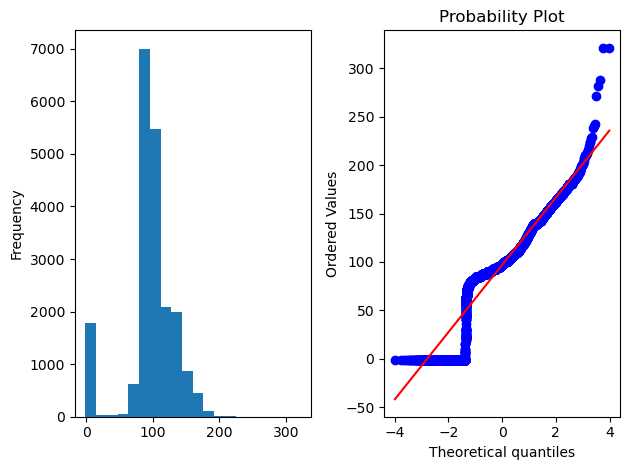 Probability Plot
Frequency
7000
6000
5000
4000
3000
2000
1000
0
0 100 200 300
Ordered Values
300
250
200
150
100
50
0
−50
−4 −2 0 2 4
Theoretical quantiles